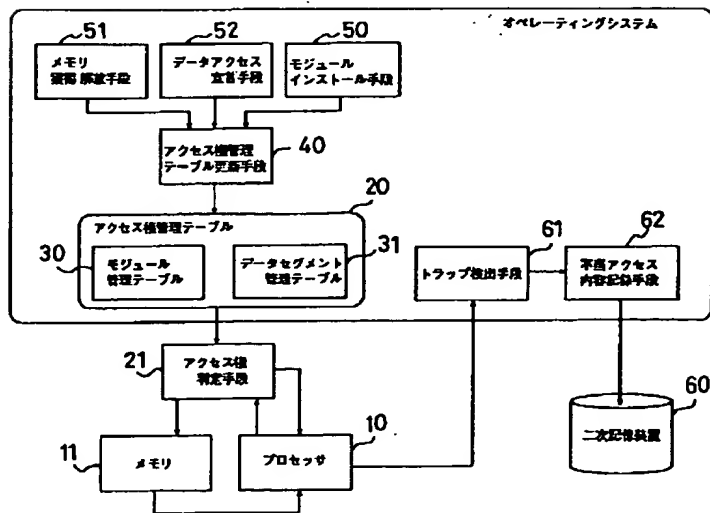 オペレーティングシステム
51
52
50
メモリ
獲得解放手段
データアクセス
宣言手段
モジュール
インストール手段
アクセス権管理
テーブル更新手段
40
20
アクセス権管理テーブル
30
モジュール
管理テーブル
データセグメント
管理テーブル
31
61
トラップ検出手段
62
不当アクセス
内容記録手段
21
アクセス権
判定手段
11
メモリ
10
プロセッサ
60
二次記憶装置